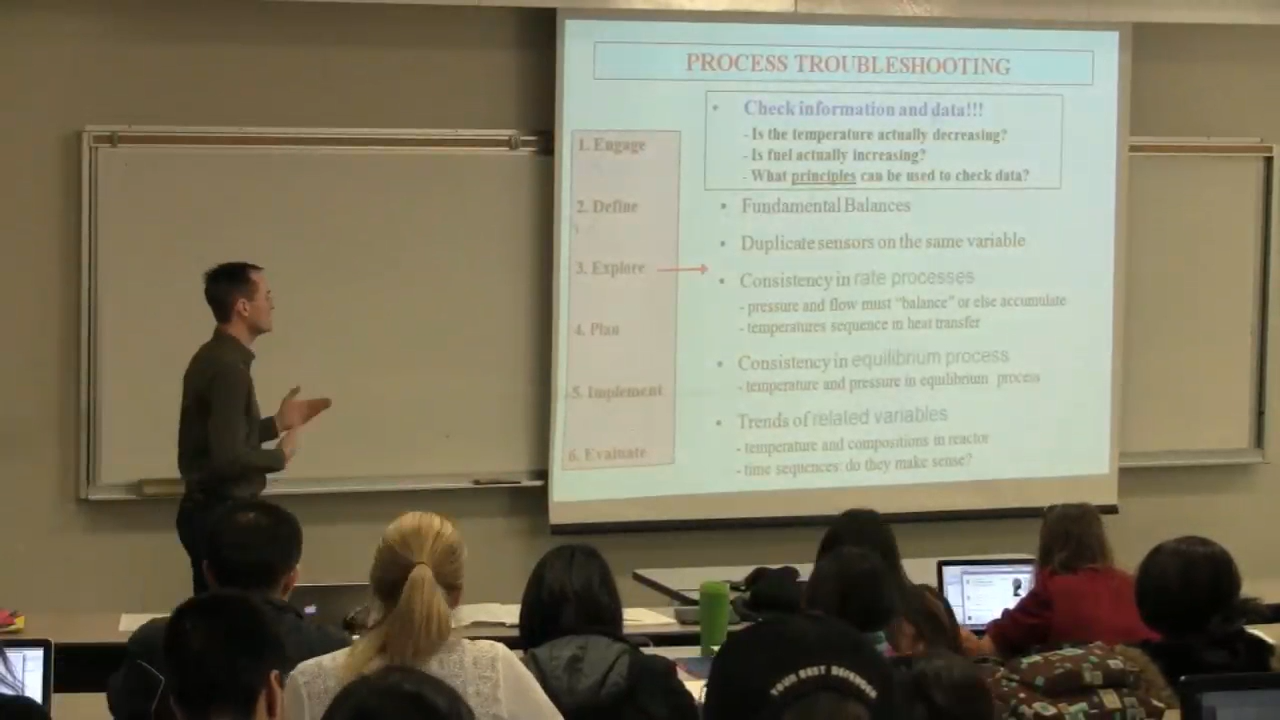 PROCESS TROUBLESHOOTING
• Check information and data!!!
- Is the temperature actually decreasing?
- Is fuel actually increasing?
- What principles can be used to check data?
1. Engage
2. Define
3. Explore
4. Plan
5. Implement
6. Evaluate
• Fundamental Balances
• Duplicate sensors on the same variable
• Consistency in rate processes
- pressure and flow must “balance” or else accumulate
- temperatures sequence in heat transfer
• Consistency in equilibrium process
- temperature and pressure in equilibrium process
• Trends of related variables
- temperature and compositions in reactor
- time sequences: do they make sense?
YOUR BEST DEFENSE